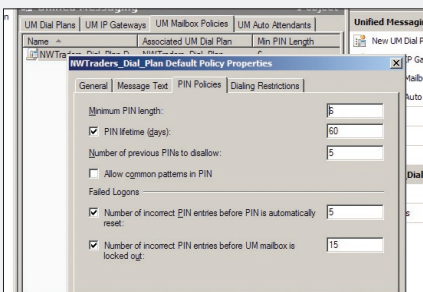 UM Dial Plans UM IP Gateways UM Mailbox Policies UM Auto Attendants
Name Associated UM Dial Plan Min PIN Length
NWTraders_Dial_Plan Default Policy Properties
General Message Text PIN Policies Dialing Restrictions
Minimum PIN length:
PIN lifetime (days): 60
Number of previous PINs to disallow: 5
Allow common patterns in PIN
Failed Logons
Number of incorrect PIN entries before PIN is automatically reset: 5
Number of incorrect PIN entries before UM mailbox is locked out: 15
Unified Messagin
New UM Dial P